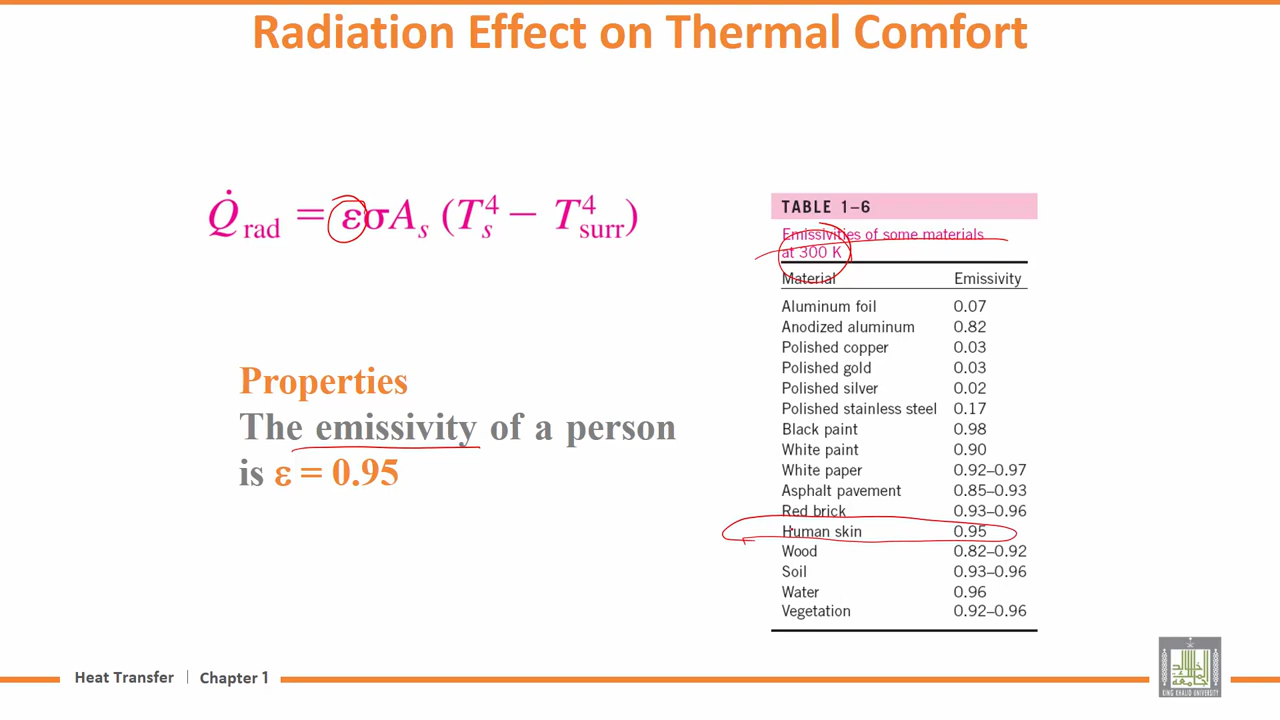 Radiation Effect on Thermal Comfort
Q̇rad = εσAs (Ts⁴ − T⁴surr)
Properties
The emissivity of a person
is ε = 0.95
TABLE 1–6
Emissivities of some materials
at 300 K
Material Emissivity
Aluminum foil 0.07
Anodized aluminum 0.82
Polished copper 0.03
Polished gold 0.03
Polished silver 0.02
Polished stainless steel 0.17
Black paint 0.98
White paint 0.90
White paper 0.92–0.97
Asphalt pavement 0.85–0.93
Red brick 0.93–0.96
Human skin 0.95
Wood 0.82–0.92
Soil 0.93–0.96
Water 0.96
Vegetation 0.92–0.96
Heat Transfer | Chapter 1
KING KHALID UNIVERSITY